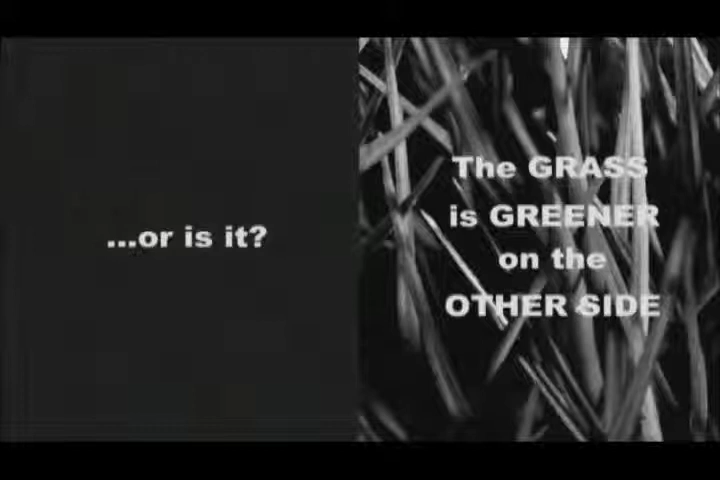 ...or is it?
The GRASS
is GREENER
on the
OTHER SIDE